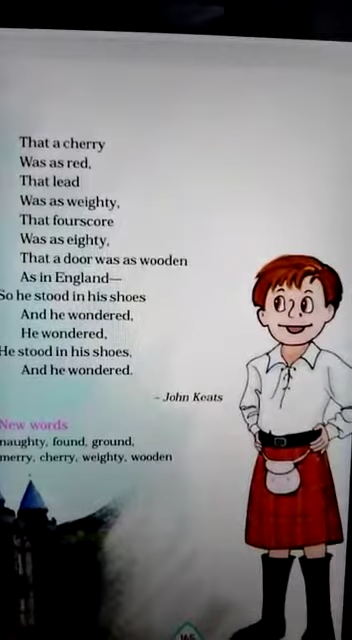 That a cherry
Was as red,
That lead
Was as weighty,
That fourscore
Was as eighty,
That a door was as wooden
As in England—
So he stood in his shoes
And he wondered,
He wondered,
He stood in his shoes,
And he wondered.
- John Keats
New words
naughty, found, ground,
merry, cherry, weighty, wooden